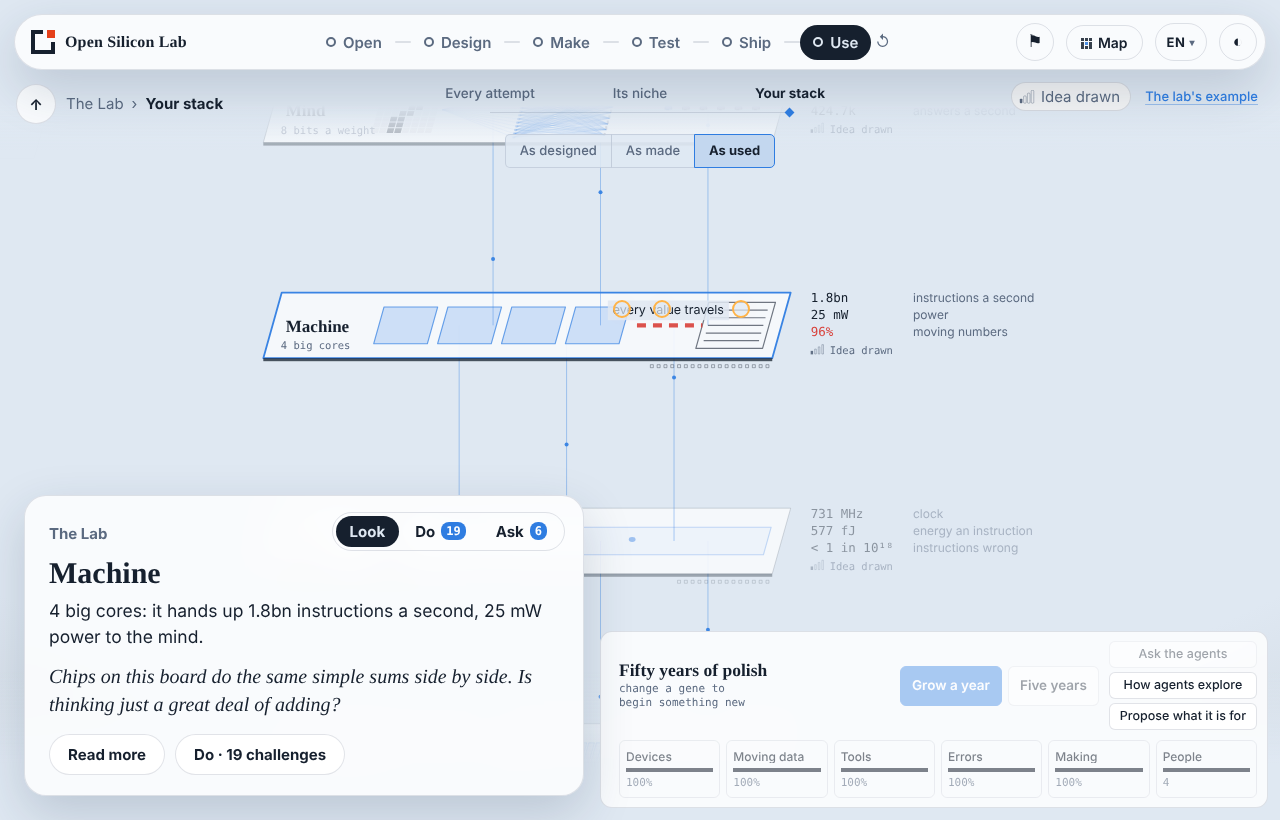 Open Silicon Lab
Open
Design
Make
Test
Ship
Use
Map
EN
The Lab › Your stack
Every attempt
Its niche
Your stack
Idea drawn
The lab's example
Mind
8 bits a weight
answers a second
Idea drawn
As designed
As made
As used
Machine
4 big cores
every value travels
1.8bn instructions a second
25 mW power
96% moving numbers
Idea drawn
731 MHz clock
577 fJ energy an instruction
< 1 in 10¹⁸ instructions wrong
Idea drawn
The Lab
Look
Do 19
Ask 6
Machine
4 big cores: it hands up 1.8bn instructions a second, 25 mW
power to the mind.
Chips on this board do the same simple sums side by side. Is
thinking just a great deal of adding?
Read more
Do · 19 challenges
Fifty years of polish
change a gene to
begin something new
Grow a year
Five years
Ask the agents
How agents explore
Propose what it is for
Devices
100%
Moving data
100%
Tools
100%
Errors
100%
Making
100%
People
4